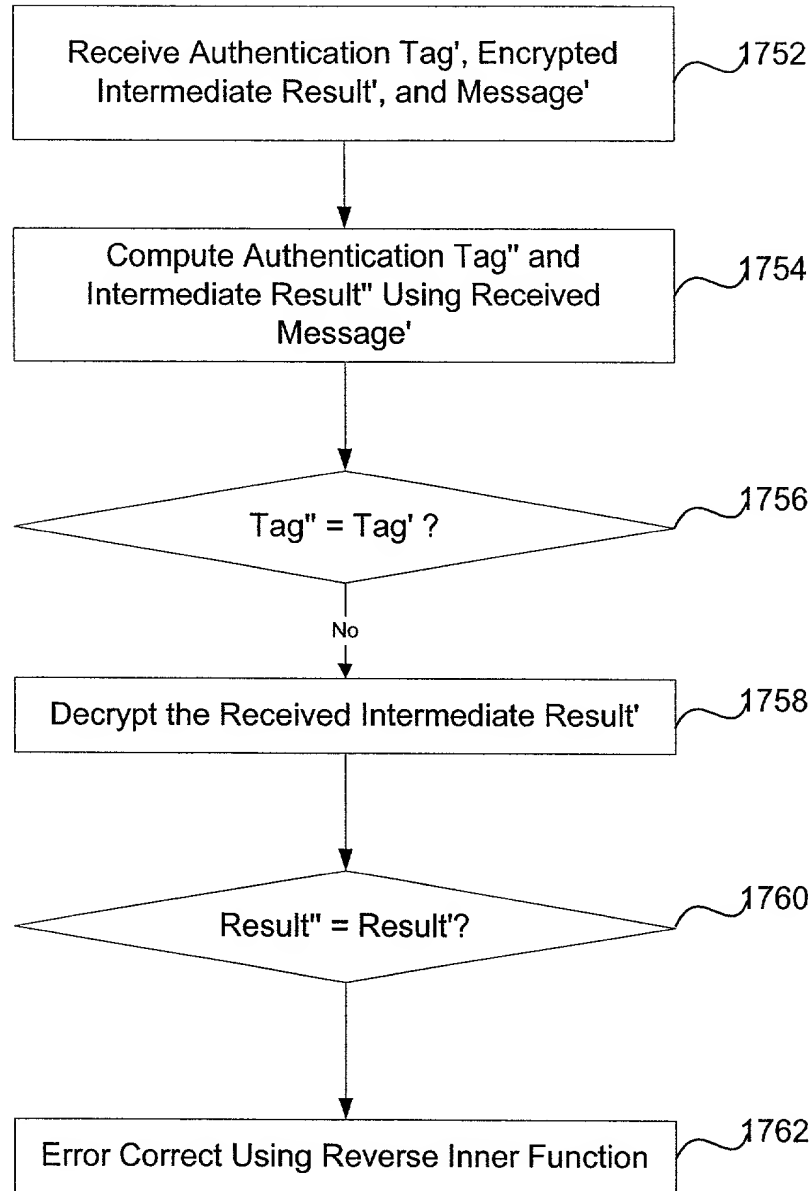 Receive Authentication Tag', Encrypted
Intermediate Result', and Message'
1752
Compute Authentication Tag" and
Intermediate Result" Using Received
Message'
1754
Tag" = Tag' ?
1756
No
Decrypt the Received Intermediate Result'
1758
Result" = Result'?
1760
Error Correct Using Reverse Inner Function
1762